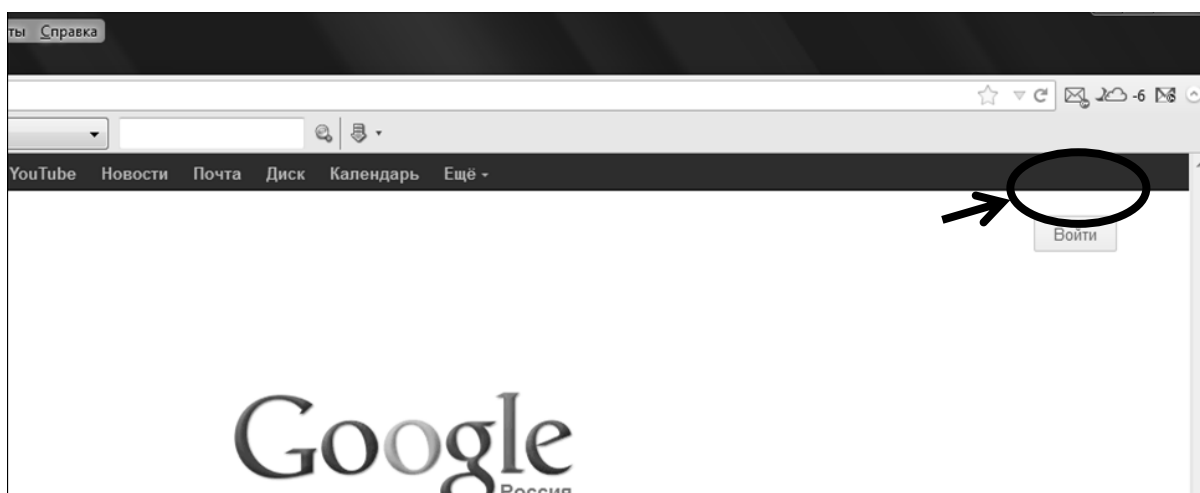 ты Справка
-6
YouTube Новости Почта Диск Календарь Ещё
Войти
Google
Россия